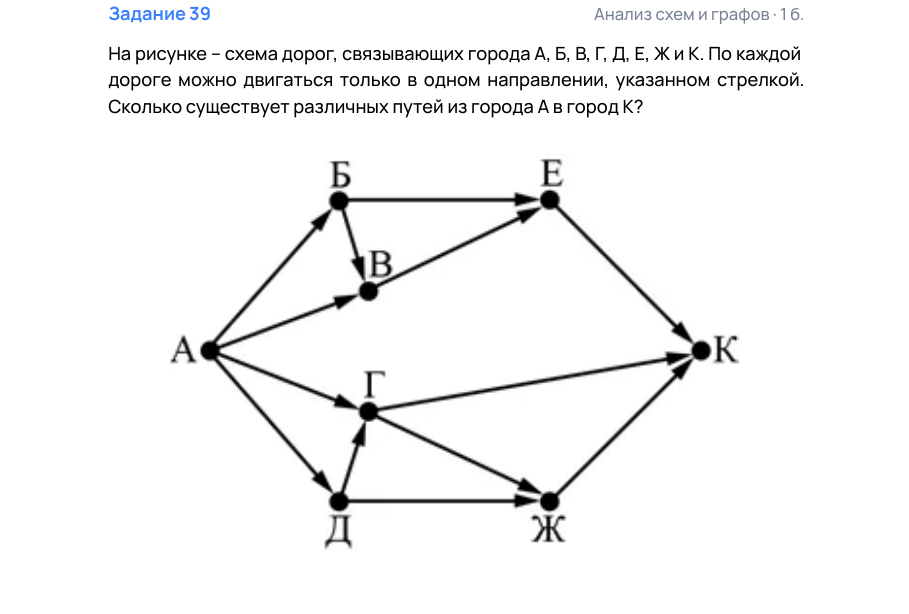 Задание 39
Анализ схем и графов · 1 б.
На рисунке – схема дорог, связывающих города А, Б, В, Г, Д, Е, Ж и К. По каждой
дороге можно двигаться только в одном направлении, указанном стрелкой.
Сколько существует различных путей из города А в город К?
Б
Е
В
А
К
Г
Д
Ж